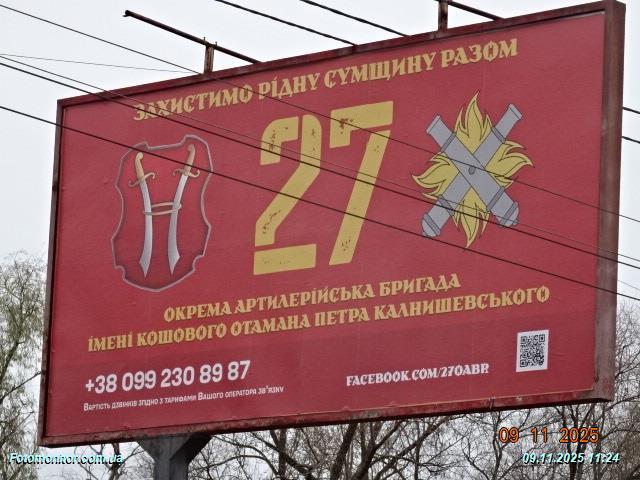 ЗАХИСТИМО РІДНУ СУМЩИНУ РАЗОМ
27
ОКРЕМА АРТИЛЕРІЙСЬКА БРИГАДА
ІМЕНІ КОШОВОГО ОТАМАНА ПЕТРА КАЛНИШЕВСЬКОГО
+38 099 230 89 87
ВАРТІСТЬ ДЗВІНКІВ ЗГІДНО З ТАРИФАМИ ВАШОГО ОПЕРАТОРА ЗВ'ЯЗКУ
FACEBOOK.COM/27OABR
09 11 2025
Fotomonitor.com.ua
09.11.2025 11:24